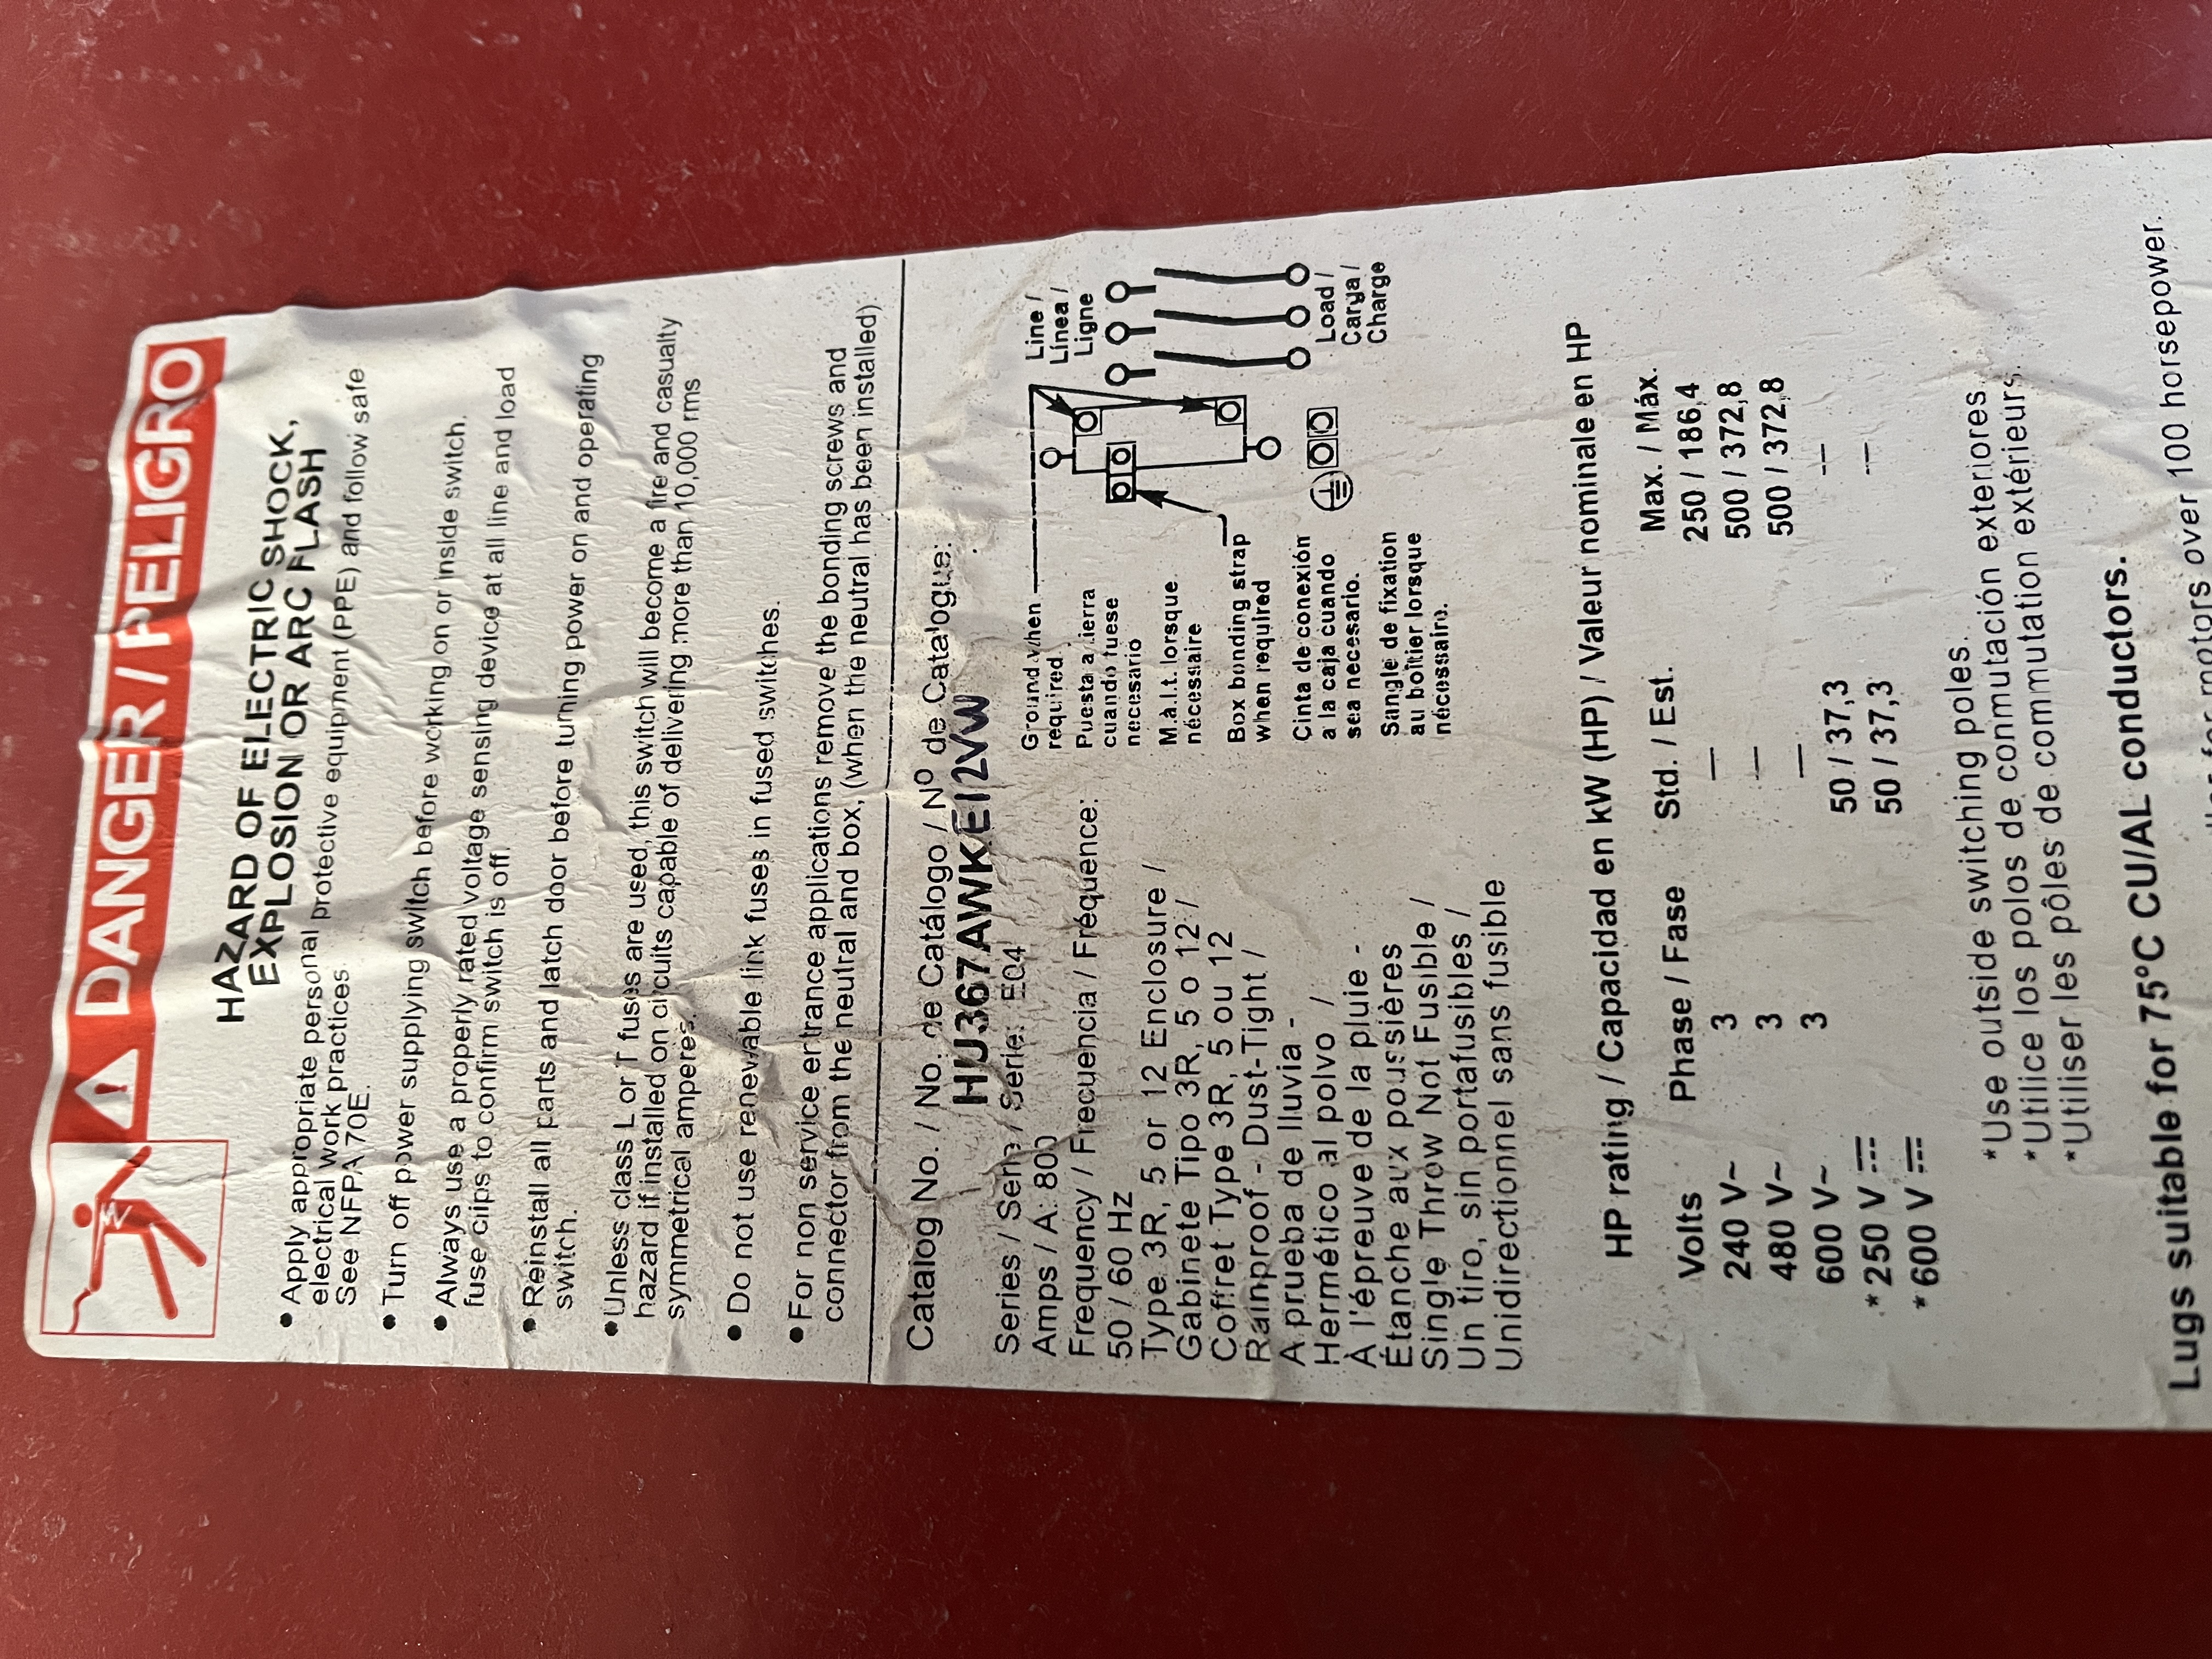 DANGER / PELIGRO
HAZARD OF ELECTRIC SHOCK,
EXPLOSION OR ARC FLASH
• Apply appropriate personal protective equipment (PPE) and follow safe
electrical work practices.
See NFPA 70E.
• Turn off power supplying switch before working on or inside switch.
• Always use a properly rated voltage sensing device at all line and load
fuse clips to confirm switch is off.
• Reinstall all parts and latch door before turning power on and operating
switch.
• Unless class L or T fuses are used, this switch will become a fire and casualty
hazard if installed on circuits capable of delivering more than 10,000 rms
symmetrical amperes.
• Do not use renewable link fuses in fused switches.
• For non service entrance applications remove the bonding screws and
connector from the neutral and box, (when the neutral has been installed)
Catalog No. / No. de Catálogo / Nº de Catalogue:
HU367AWKE12VW
Series / Serie / Série: E04
Amps / A: 800
Frequency / Frecuencia / Fréquence:
50 / 60 Hz
Type 3R, 5 or 12 Enclosure /
Gabinete Tipo 3R, 5 o 12 /
Coffret Type 3R, 5 ou 12
Rainproof - Dust-Tight /
A prueba de lluvia -
Hermético al polvo /
À l'épreuve de la pluie -
Étanche aux poussières
Single Throw Not Fusible /
Un tiro, sin portafusibles /
Unidirectionnel sans fusible
Ground when
required
Puesta a tierra
cuando fuese
necesario
M.à.l.t. lorsque
nécessaire
Box bonding strap
when required
Cinta de conexión
a la caja cuando
sea necesario.
Sangle de fixation
au boîtier lorsque
nécessaire.
Line /
Línea /
Ligne
Load /
Carga /
Charge
HP rating / Capacidad en kW (HP) / Valeur nominale en HP
Volts Phase / Fase Std. / Est. Max. / Máx.
240 V~ 3 — 250 / 186,4
480 V~ 3 — 500 / 372,8
600 V~ 3 — 500 / 372,8
*250 V ⎓ 50 / 37,3 --
*600 V ⎓ 50 / 37,3 --
*Use outside switching poles.
*Utilice los polos de conmutación exteriores.
*Utiliser les pôles de commutation extérieurs.
Lugs suitable for 75°C CU/AL conductors.
for motors over 100 horsepower.